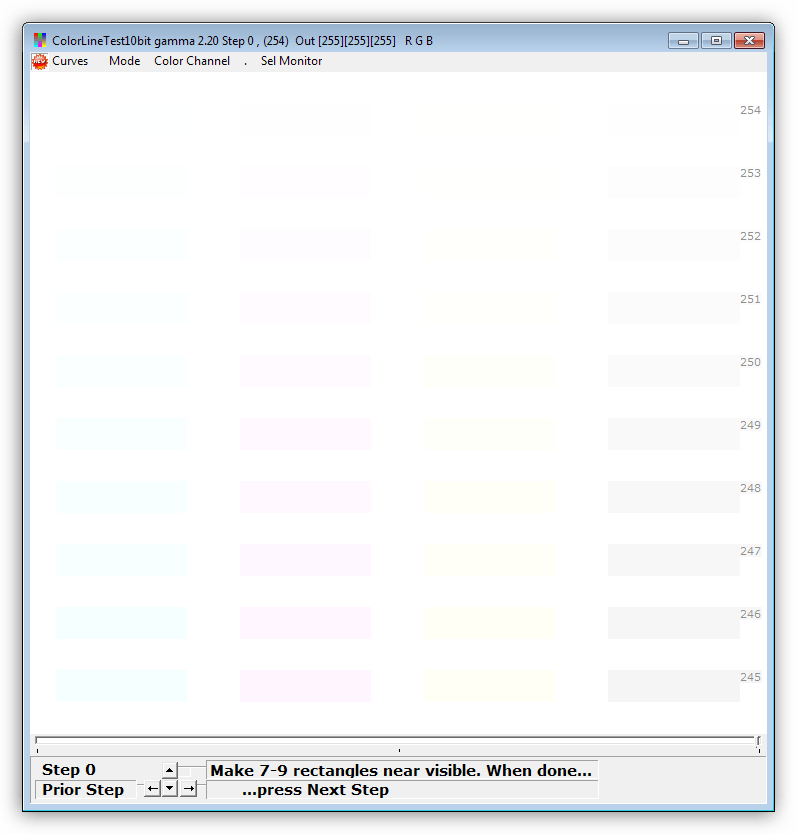 ColorLineTest10bit gamma 2.20 Step 0 , (254)  Out [255][255][255]   R G B
NEW Curves Mode Color Channel . Sel Monitor
254
253
252
251
250
249
248
247
246
245
Step 0 Make 7-9 rectangles near visible. When done...
Prior Step ...press Next Step